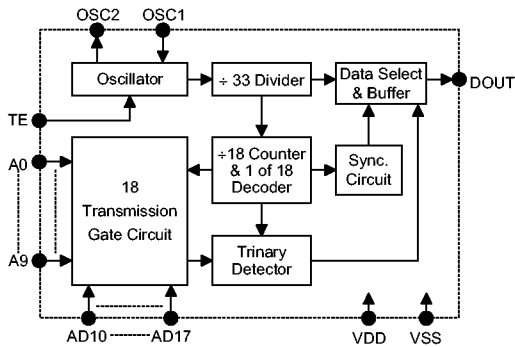 OSC2 OSC1
Oscillator
÷ 33 Divider
Data Select
& Buffer
DOUT
TE
A0
18
Transmission
Gate Circuit
÷18 Counter
& 1 of 18
Decoder
Sync.
Circuit
Trinary
Detector
A9
AD10 AD17
VDD VSS